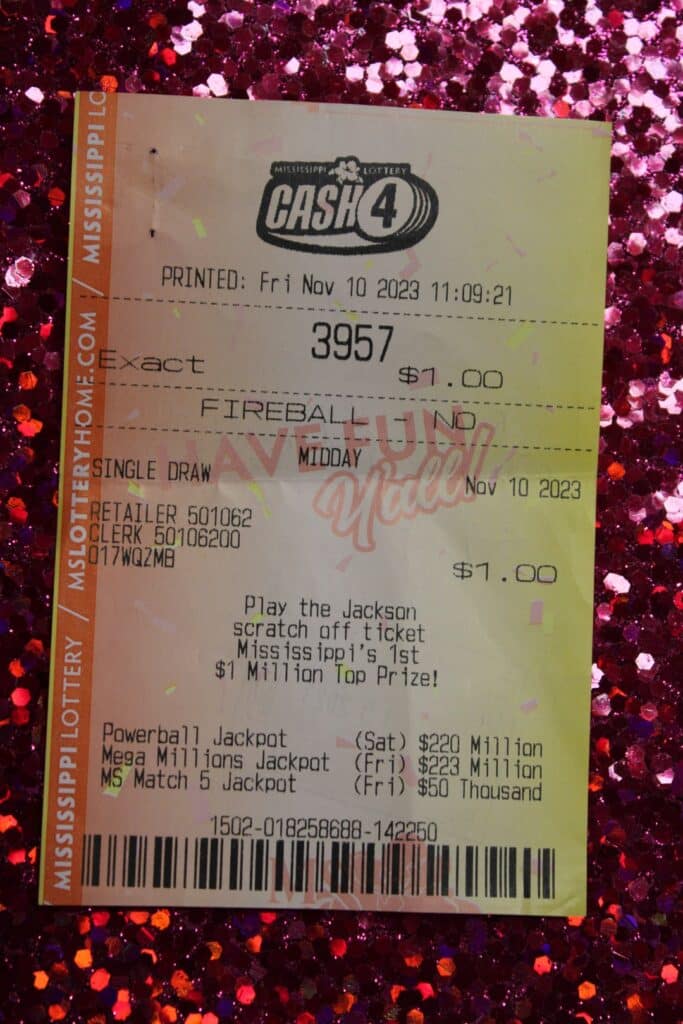 MISSISSIPPI LOTTERY
CASH 4
PRINTED: Fri Nov 10 2023 11:09:21
3957
Exact $1.00
FIREBALL - NO
HAVE FUN
Y'all!
MIDDAY
SINGLE DRAW Nov 10 2023
RETAILER 501062
CLERK 50106200
017WQ2MB
$1.00
Play the Jackson
scratch off ticket
Mississippi's 1st
$1 Million Top Prize!
Powerball Jackpot (Sat) $220 Million
Mega Millions Jackpot (Fri) $223 Million
MS Match 5 Jackpot (Fri) $50 Thousand
1502-018258688-142250
MISSISSIPPI LOTTERY / MSLOTTERYHOME.COM / MISSISSIPPI LO